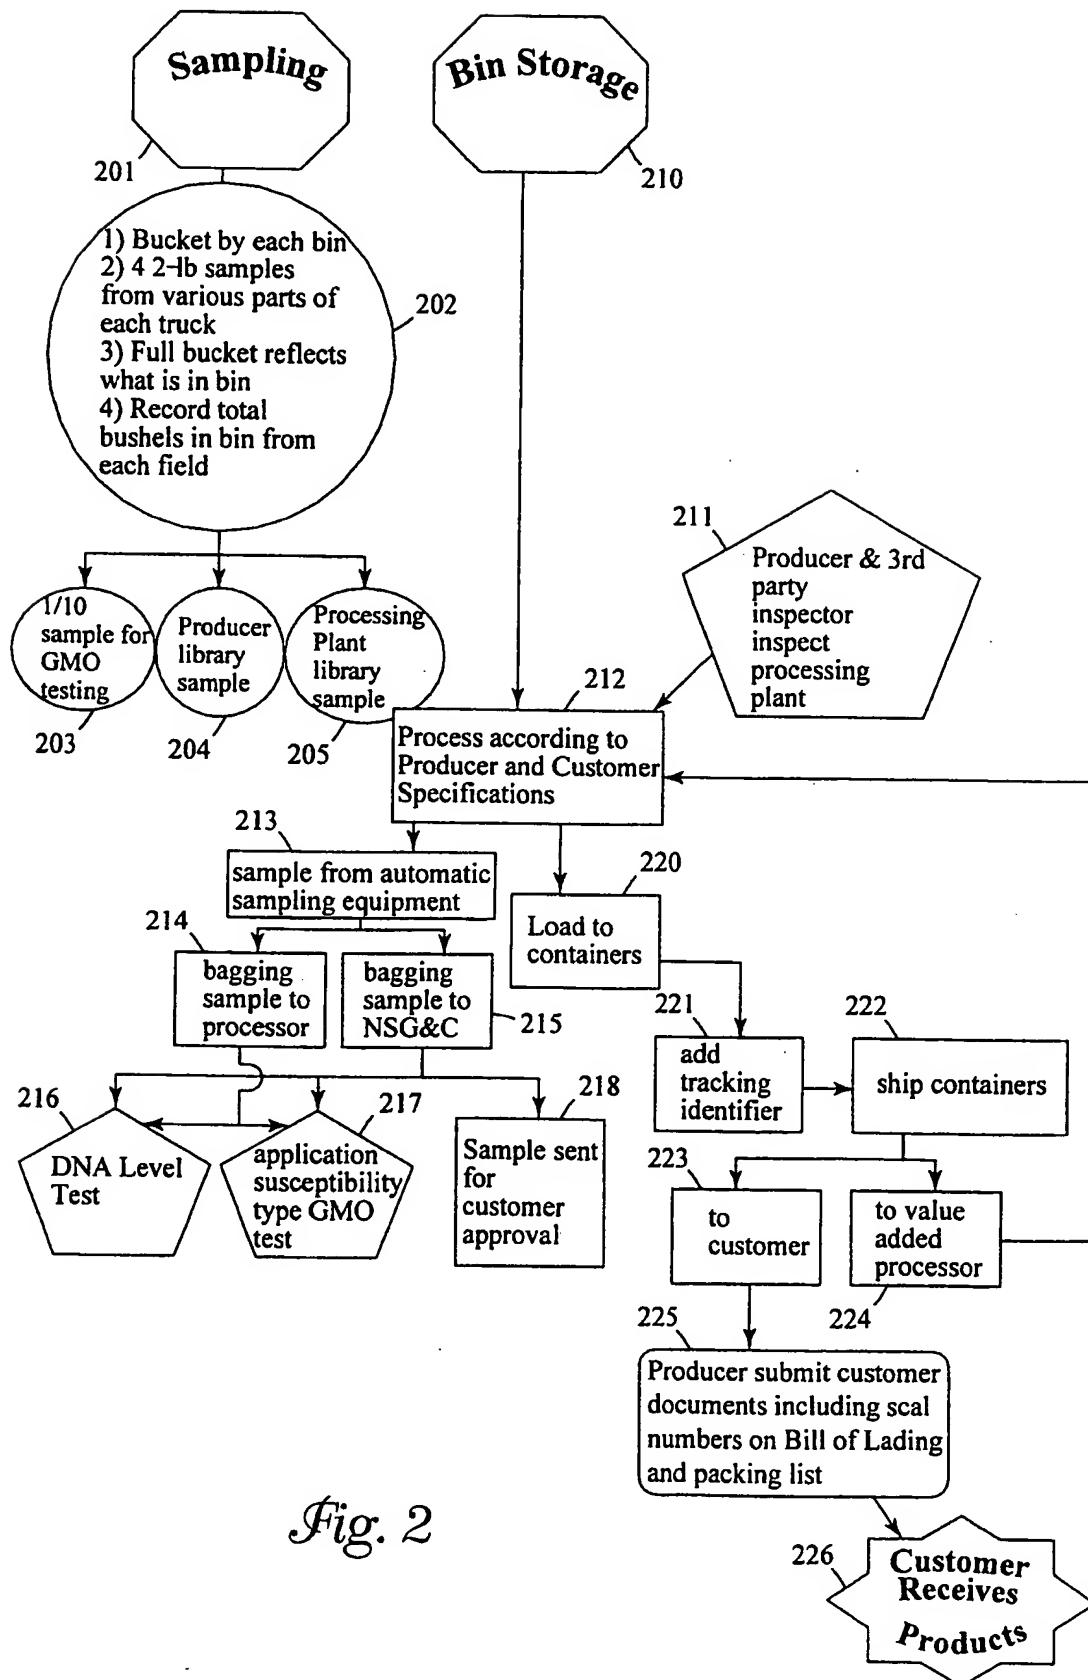 Sampling
Bin Storage
201
210
1) Bucket by each bin
2) 4 2-lb samples
from various parts of
each truck
3) Full bucket reflects
what is in bin
4) Record total
bushels in bin from
each field
202
211
Producer & 3rd
party
inspector
inspect
processing
plant
1/10
sample for
GMO
testing
203
Producer
library
sample
204
Processing
Plant
library
sample
205
212
Process according to
Producer and Customer
Specifications
213
sample from automatic
sampling equipment
220
Load to
containers
214
bagging
sample to
processor
bagging
sample to
NSG&C
215
221
add
tracking
identifier
222
ship containers
216
DNA Level
Test
217
application
susceptibility
type GMO
test
218
Sample sent
for
customer
approval
223
to
customer
to value
added
processor
224
225
Producer submit customer
documents including scal
numbers on Bill of Lading
and packing list
Fig. 2
226
Customer
Receives
Products